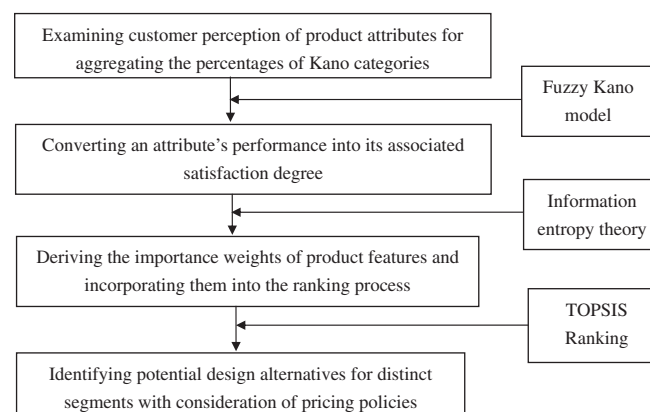 Examining customer perception of product attributes for
aggregating the percentages of Kano categories
Fuzzy Kano
model
Converting an attribute's performance into its associated
satisfaction degree
Information
entropy theory
Deriving the importance weights of product features and
incorporating them into the ranking process
TOPSIS
Ranking
Identifying potential design alternatives for distinct
segments with consideration of pricing policies